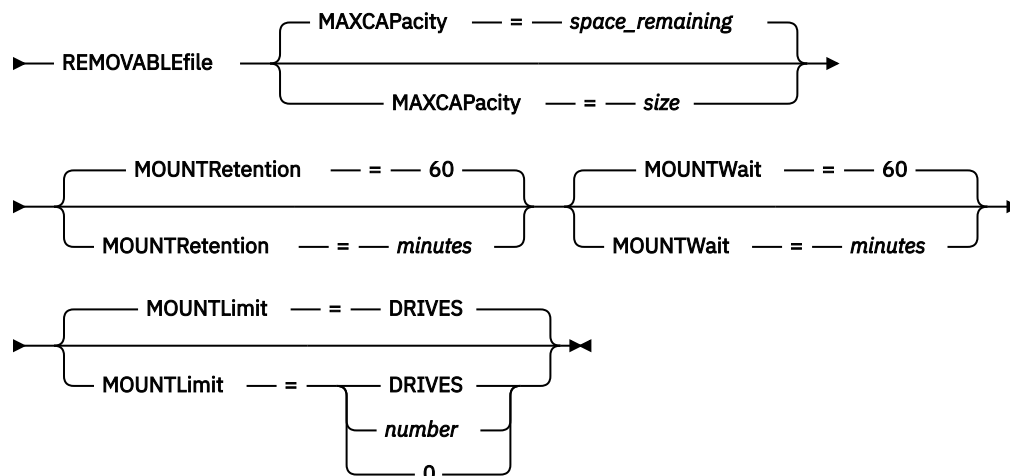 MAXCAPacity = space_remaining
REMOVABLEfile
MAXCAPacity = size
MOUNTRetention = 60 MOUNTWait = 60
MOUNTRetention = minutes MOUNTWait = minutes
MOUNTLimit = DRIVES
MOUNTLimit = DRIVES
number
0